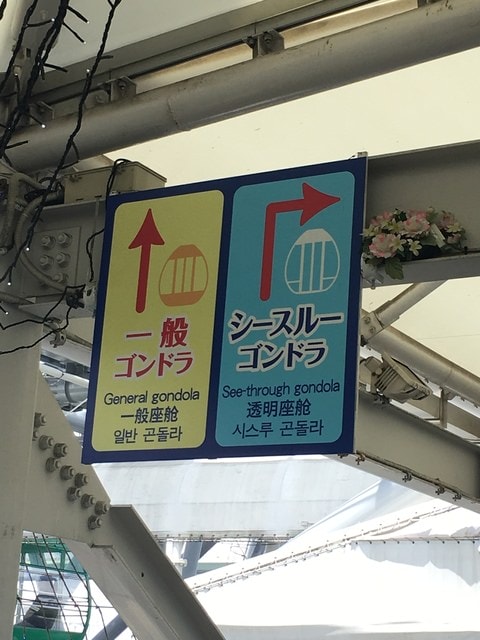 一般
ゴンドラ
General gondola
一般座舱
일반 곤돌라
シースルー
ゴンドラ
See-through gondola
透明座舱
시스루 곤돌라